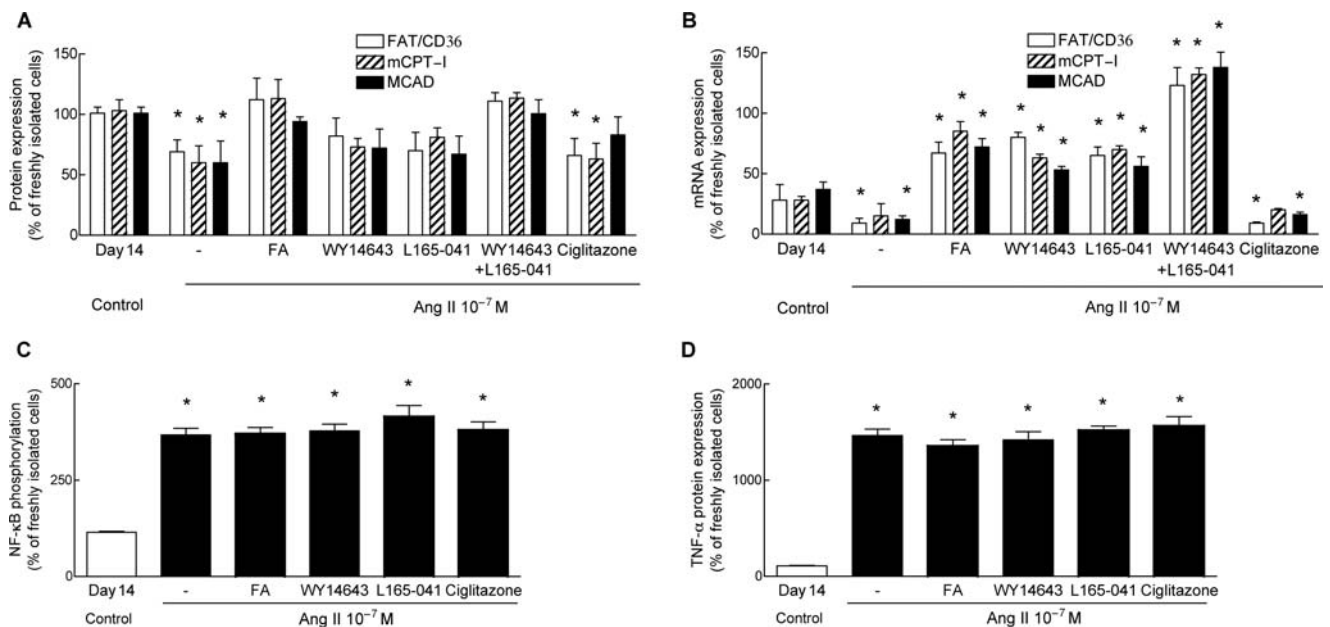 A
FAT/CD36
mCPT-I
MCAD
Protein expression
(% of freshly isolated cells)
150
100
50
0
* * * * *
Day 14 - FA WY14643 L165-041 WY14643 Ciglitazone
+L165-041
Control Ang II 10⁻⁷ M
B
FAT/CD36
mCPT-I
MCAD
mRNA expression
(% of freshly isolated cells)
150
100
50
0
* * * * * * * * * * * * * * * * *
Day 14 - FA WY14643 L165-041 WY14643 Ciglitazone
+L165-041
Control Ang II 10⁻⁷ M
C
NF-κB phosphorylation
(% of freshly isolated cells)
500
250
0
* * * * *
Day 14 - FA WY14643 L165-041 Ciglitazone
Control Ang II 10⁻⁷ M
D
TNF-α protein expression
(% of freshly isolated cells)
2000
1000
0
* * * * *
Day 14 - FA WY14643 L165-041 Ciglitazone
Control Ang II 10⁻⁷ M